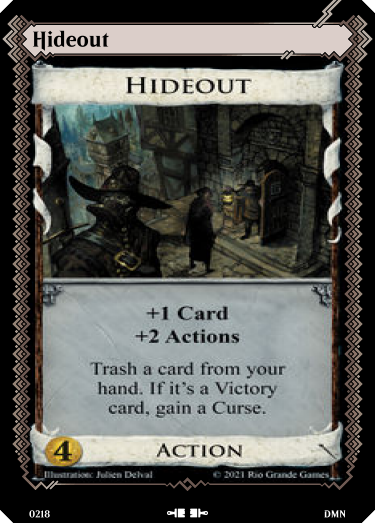 Hideout
HIDEOUT
+1 Card
+2 Actions
Trash a card from your
hand. If it's a Victory
card, gain a Curse.
4 ACTION
Illustration: Julien Delval © 2021 Rio Grande Games
0218 DMN